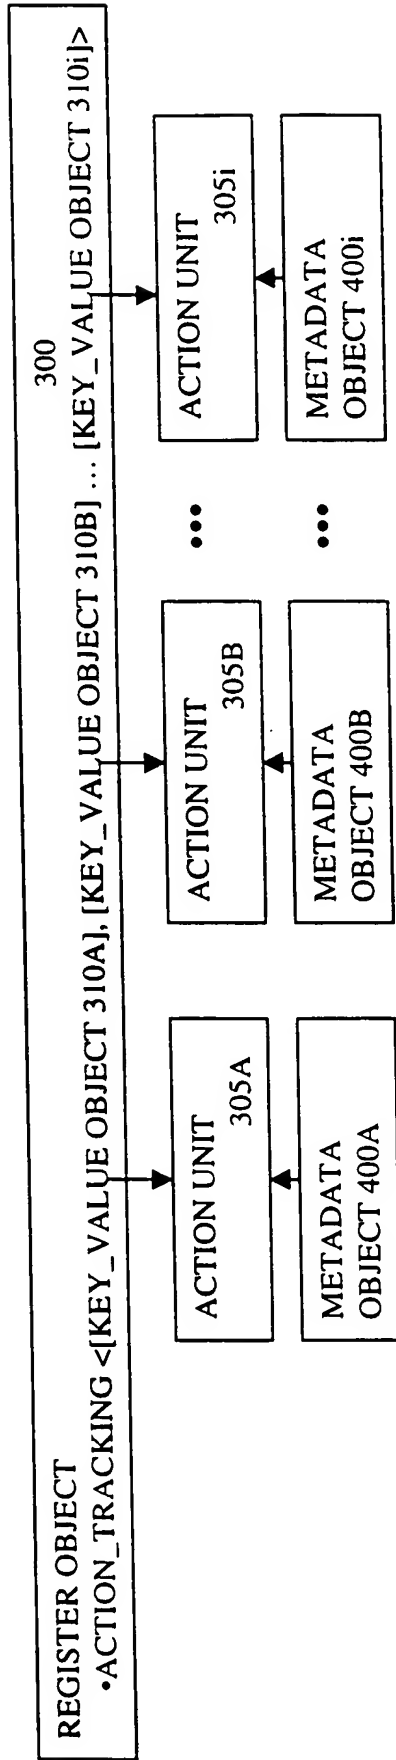 REGISTER OBJECT
300
•ACTION_TRACKING <[KEY_VALUE OBJECT 310A], [KEY_VALUE OBJECT 310B] ... [KEY_VALUE OBJECT 310i]>
ACTION UNIT
305A
METADATA
OBJECT 400A
ACTION UNIT
305B
METADATA
OBJECT 400B
•••
•••
ACTION UNIT
305i
METADATA
OBJECT 400i